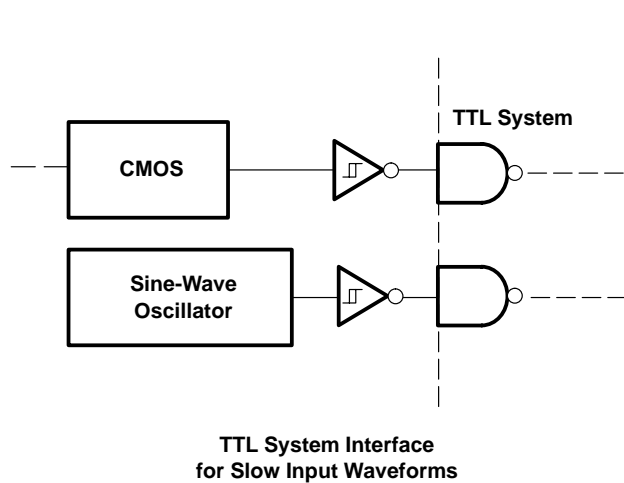 TTL System
CMOS
Sine-Wave
Oscillator
TTL System Interface
for Slow Input Waveforms